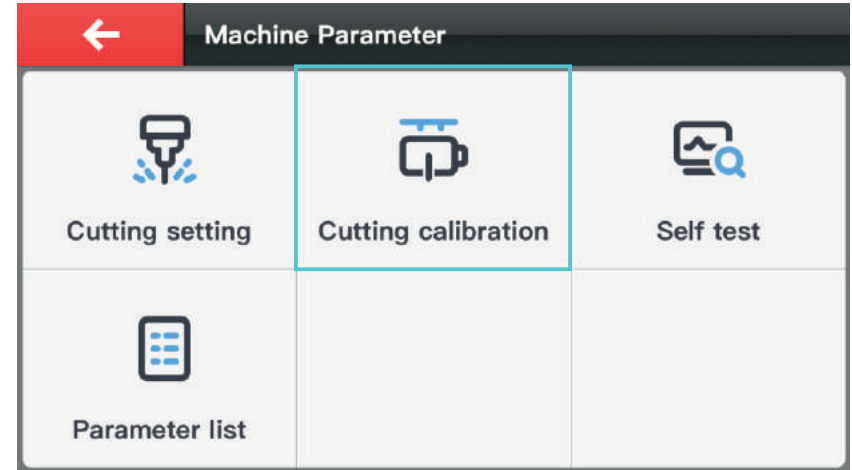 Machine Parameter
Cutting setting
Cutting calibration
Self test
Parameter list